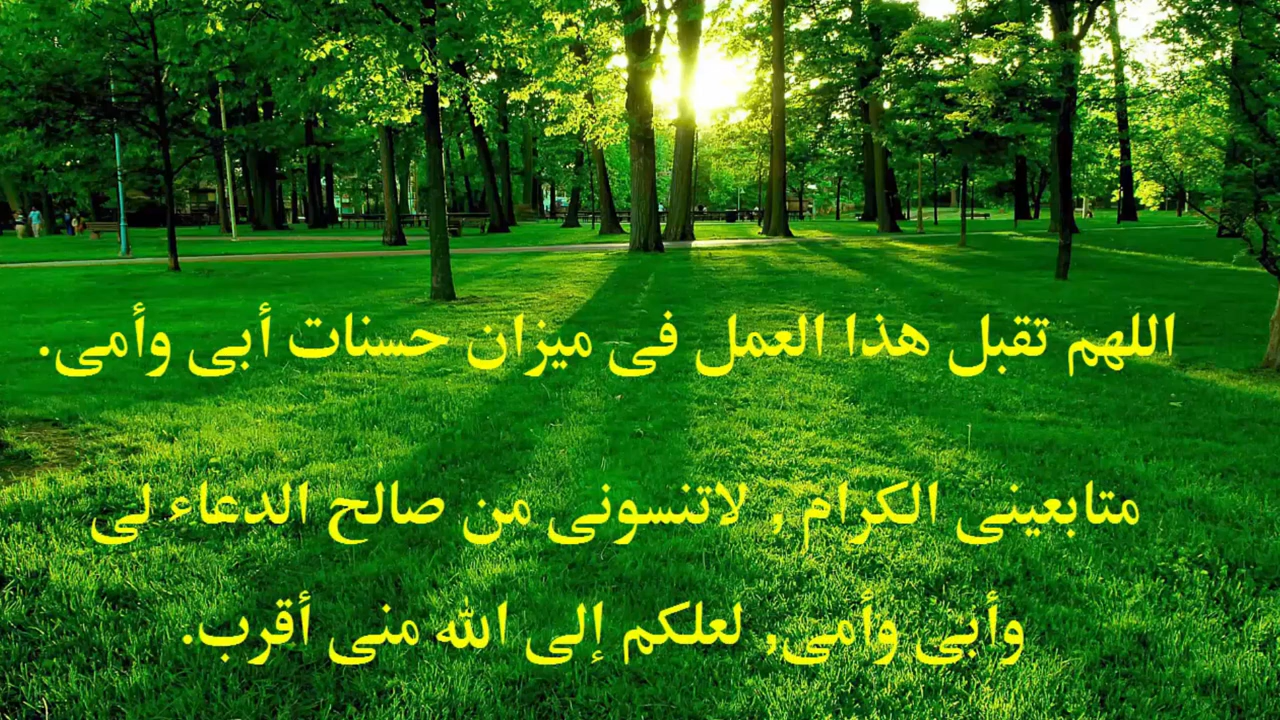 اللهم تقبل هذا العمل فى ميزان حسنات أبى وأمى.
متابعينى الكرام , لاتنسونى من صالح الدعاء لى
وأبى وأمى, لعلكم إلى الله منى أقرب.